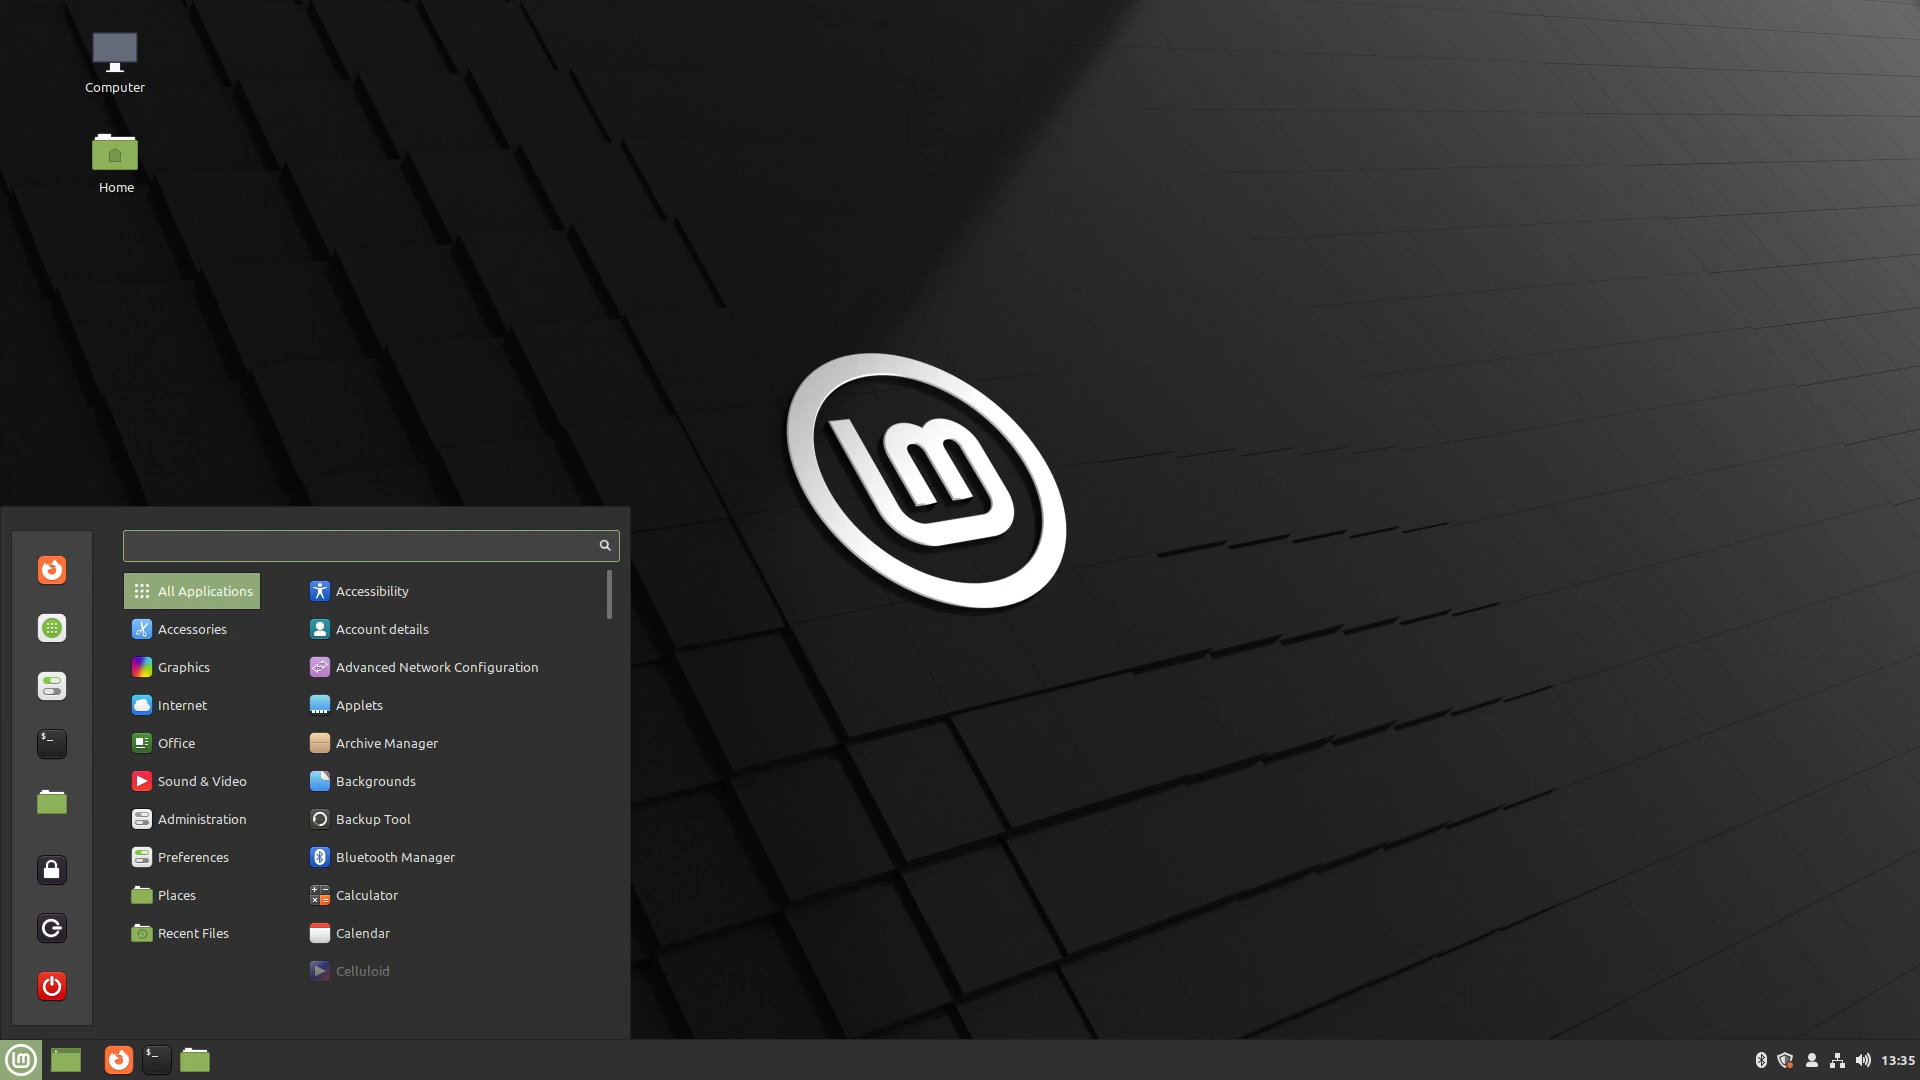 Computer
Home
All Applications
Accessories
Graphics
Internet
Office
Sound & Video
Administration
Preferences
Places
Recent Files
Accessibility
Account details
Advanced Network Configuration
Applets
Archive Manager
Backgrounds
Backup Tool
Bluetooth Manager
Calculator
Calendar
Celluloid
13:35